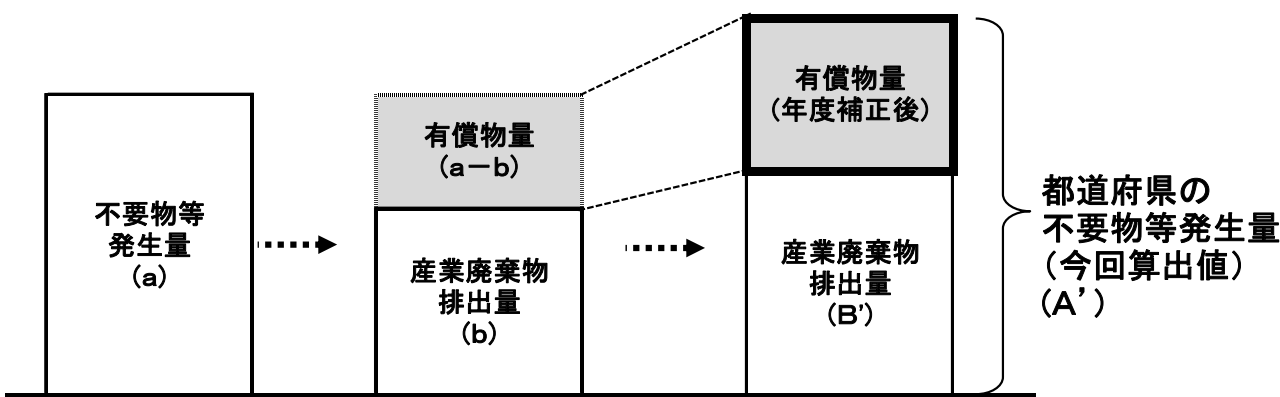 不要物等
発生量
(a)
有償物量
(a－b)
産業廃棄物
排出量
(b)
有償物量
(年度補正後)
産業廃棄物
排出量
(B')
都道府県の
不要物等発生量
（今回算出値）
(A’)